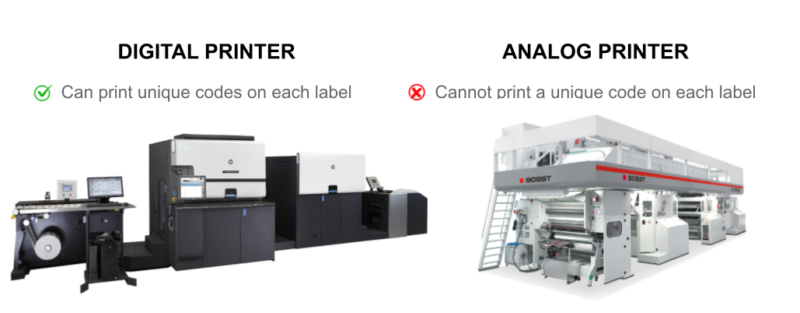 DIGITAL PRINTER
Can print unique codes on each label
ANALOG PRINTER
Cannot print a unique code on each label
hp
BOBST
BOBST